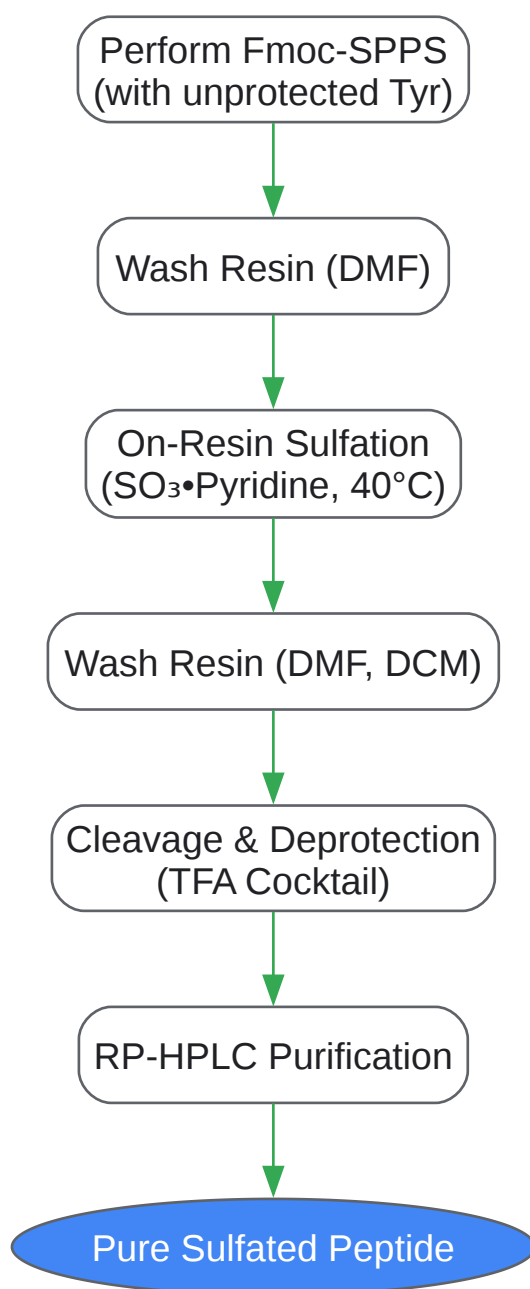 Perform Fmoc-SPPS
(with unprotected Tyr)
Wash Resin (DMF)
On-Resin Sulfation
(SO₃•Pyridine, 40°C)
Wash Resin (DMF, DCM)
Cleavage & Deprotection
(TFA Cocktail)
RP-HPLC Purification
Pure Sulfated Peptide